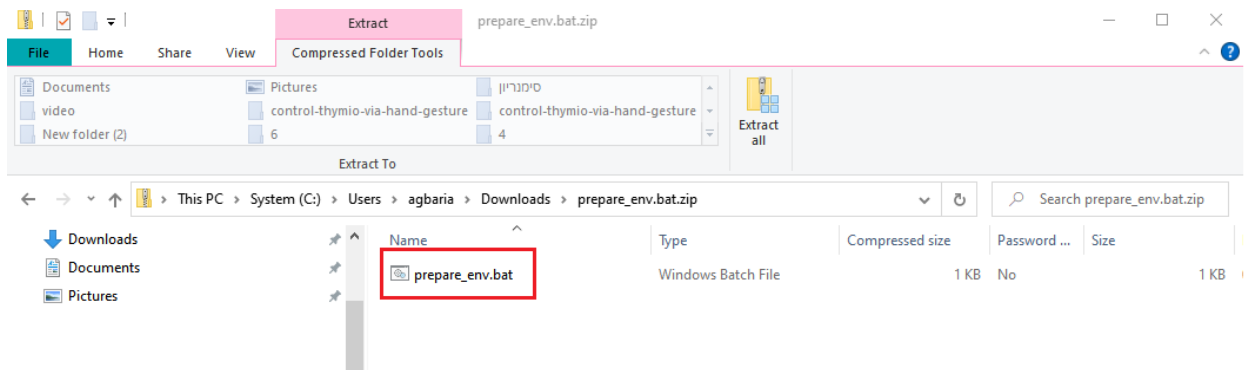 Extract prepare_env.bat.zip
File Home Share View Compressed Folder Tools
Documents Pictures סימנריון
video control-thymio-via-hand-gesture control-thymio-via-hand-gesture
New folder (2) 6 4
Extract
all
Extract To
This PC > System (C:) > Users > agbaria > Downloads > prepare_env.bat.zip Search prepare_env.bat.zip
Downloads Name Type Compressed size Password ... Size
Documents prepare_env.bat Windows Batch File 1 KB No 1 KB
Pictures